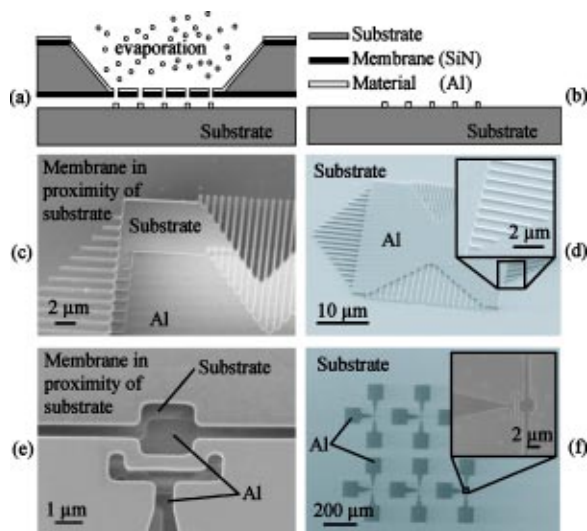 evaporation
Substrate
Membrane (SiN)
Material (Al)
(a)
Substrate
(b)
Substrate
Membrane in
proximity of
substrate
Substrate
(c)
Al
2 µm
Substrate
Al
2 µm
(d)
10 µm
Membrane in
proximity of
substrate
Substrate
(e)
Al
1 µm
Substrate
Al
2 µm
(f)
200 µm